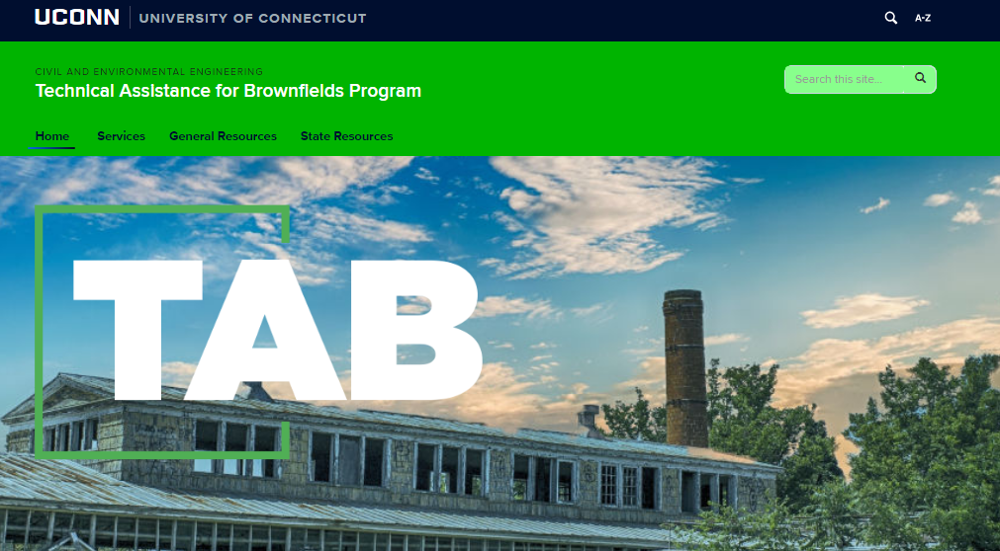 UCONN UNIVERSITY OF CONNECTICUT
A-Z
CIVIL AND ENVIRONMENTAL ENGINEERING
Technical Assistance for Brownfields Program
Search this site...
Home Services General Resources State Resources
TAB